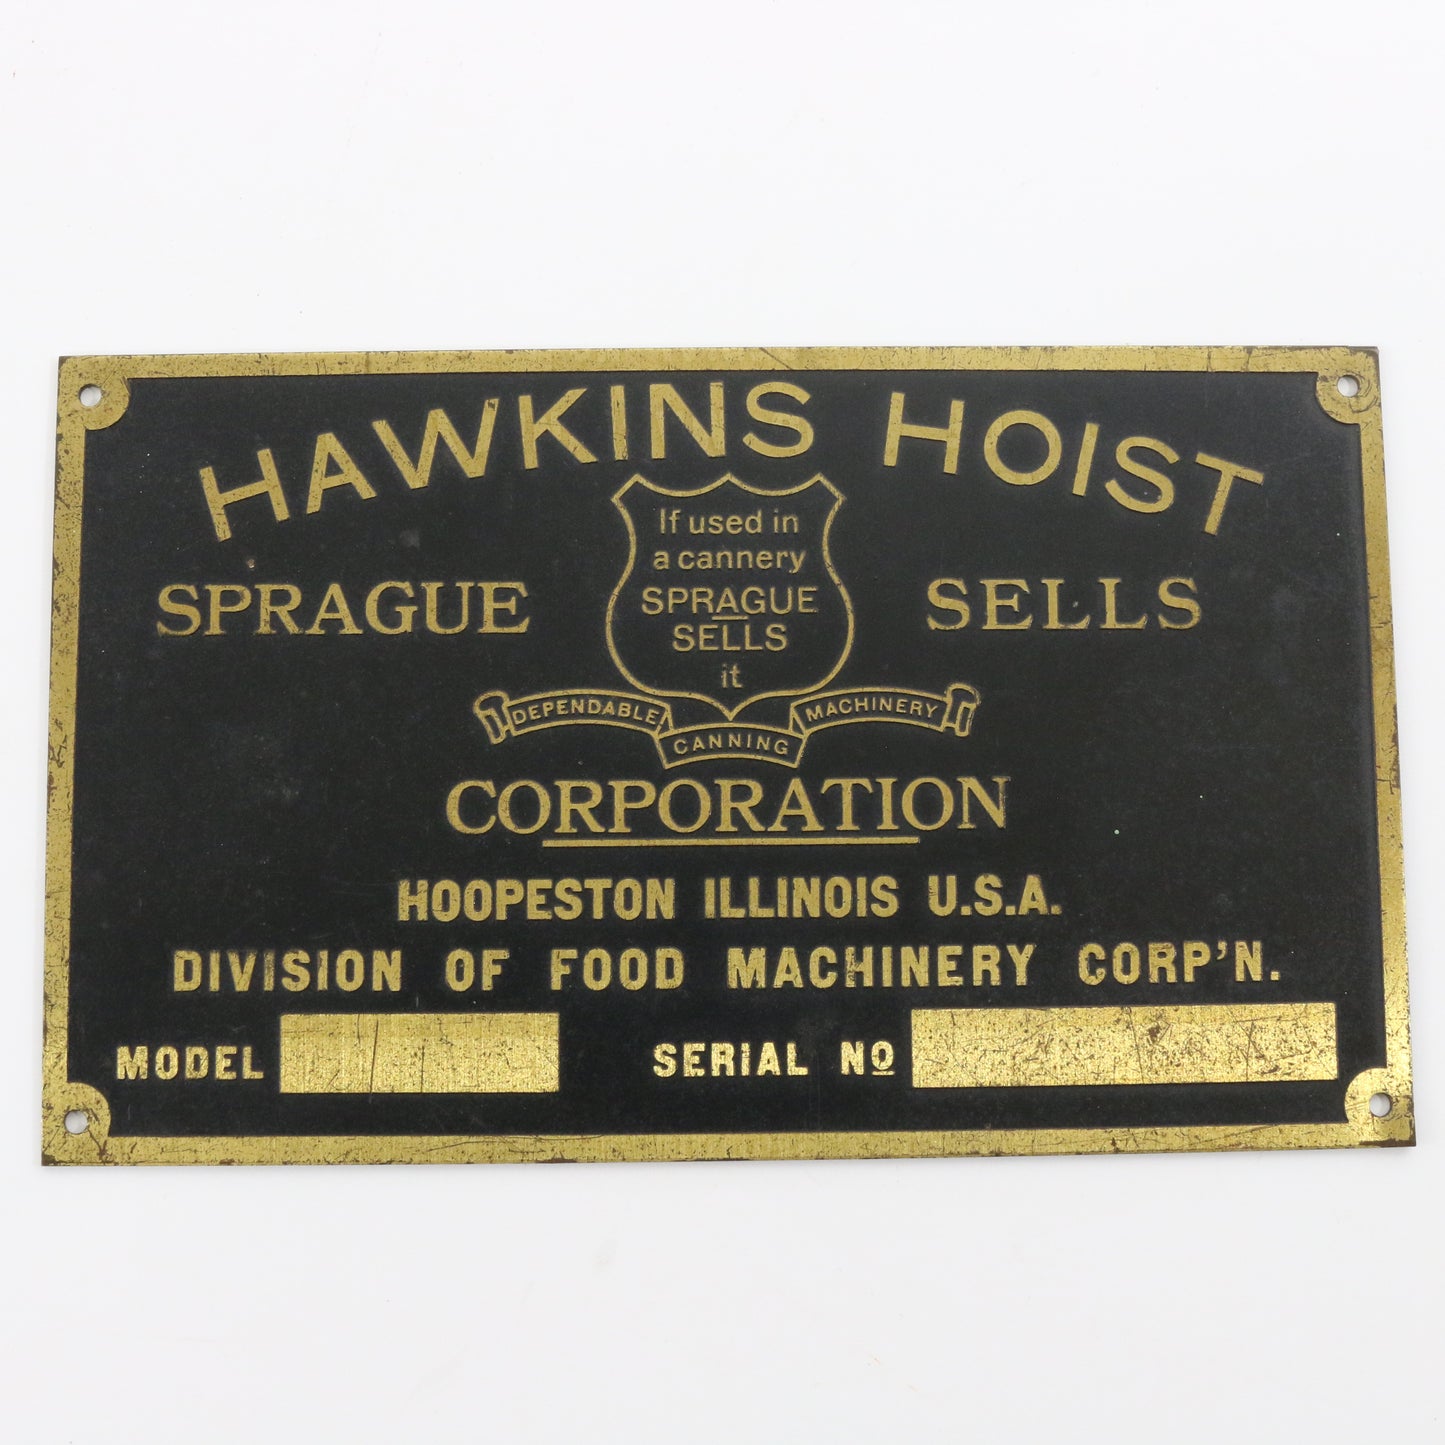 HAWKINS HOIST
If used in
a cannery
SPRAGUE
SELLS
it
SPRAGUE SELLS
DEPENDABLE CANNING MACHINERY
CORPORATION
HOOPESTON ILLINOIS U.S.A.
DIVISION OF FOOD MACHINERY CORP'N.
MODEL SERIAL Nº